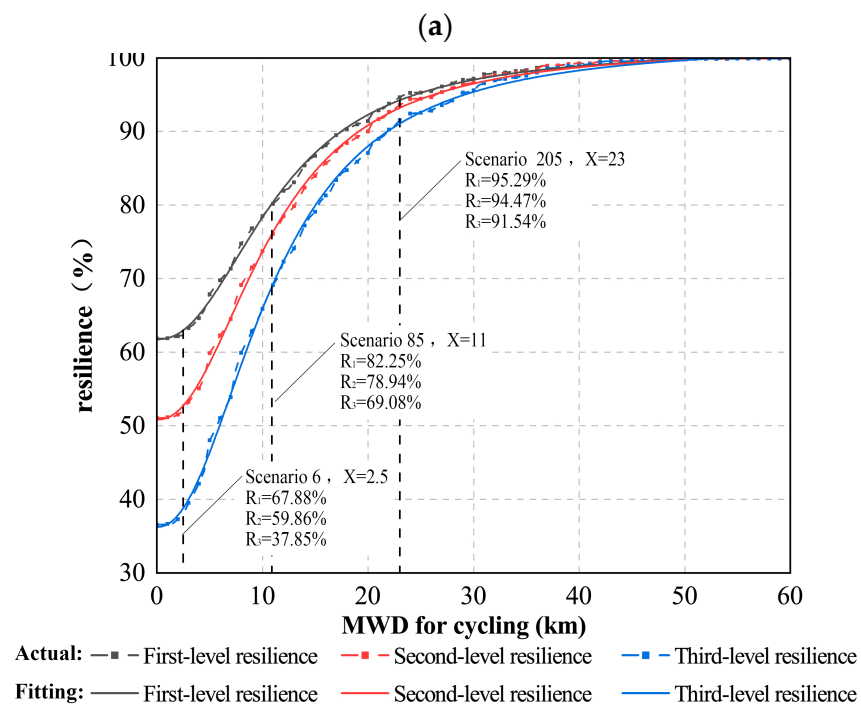 (a)
100
90
80
70
60
50
40
30
resilience (%)
Scenario 205， X=23
R₁=95.29%
R₂=94.47%
R₃=91.54%
Scenario 85， X=11
R₁=82.25%
R₂=78.94%
R₃=69.08%
Scenario 6， X=2.5
R₁=67.88%
R₂=59.86%
R₃=37.85%
0 10 20 30 40 50 60
MWD for cycling (km)
Actual: First-level resilience Second-level resilience Third-level resilience
Fitting: First-level resilience Second-level resilience Third-level resilience